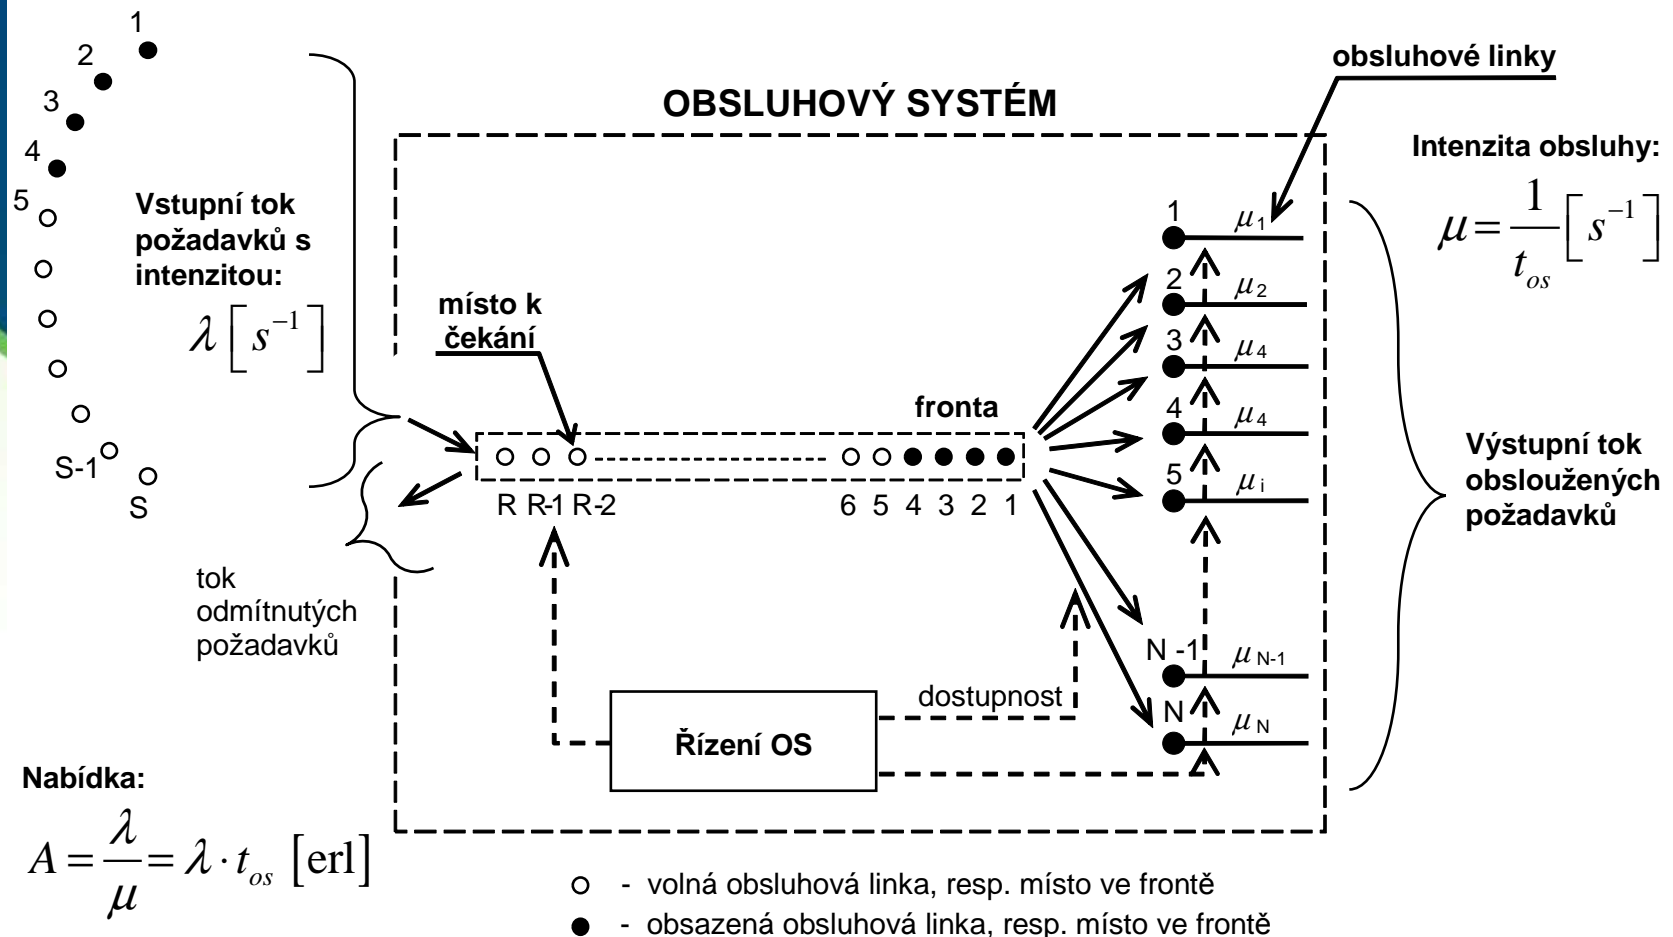 OBSLUHOVÝ SYSTÉM
obsluhové linky
1
2
3
4
5
S-1
S
Vstupní tok
požadavků s
intenzitou:
λ [s⁻¹]
místo k
čekání
fronta
R R-1 R-2
6 5 4 3 2 1
tok
odmítnutých
požadavků
1 μ₁
2 μ₂
3 μ₄
4 μ₄
5 μ i
N -1 μ N-1
N μ N
dostupnost
Řízení OS
Intenzita obsluhy:
μ = 1/t_os [s⁻¹]
Výstupní tok
obsloužených
požadavků
Nabídka:
A = λ/μ = λ · t_os [erl]
- volná obsluhová linka, resp. místo ve frontě
- obsazená obsluhová linka, resp. místo ve frontě